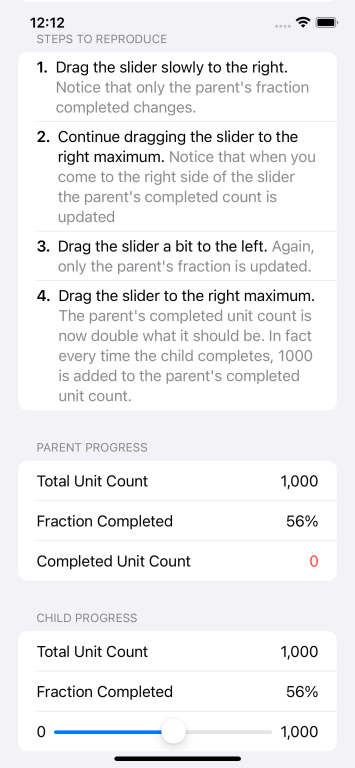 12:12
STEPS TO REPRODUCE
1. Drag the slider slowly to the right.
Notice that only the parent's fraction
completed changes.
2. Continue dragging the slider to the
right maximum. Notice that when you
come to the right side of the slider
the parent's completed count is
updated
3. Drag the slider a bit to the left. Again,
only the parent's fraction is updated.
4. Drag the slider to the right maximum.
The parent's completed unit count is
now double what it should be. In fact
every time the child completes, 1000
is added to the parent's completed
unit count.
PARENT PROGRESS
Total Unit Count 1,000
Fraction Completed 56%
Completed Unit Count 0
CHILD PROGRESS
Total Unit Count 1,000
Fraction Completed 56%
0 1,000